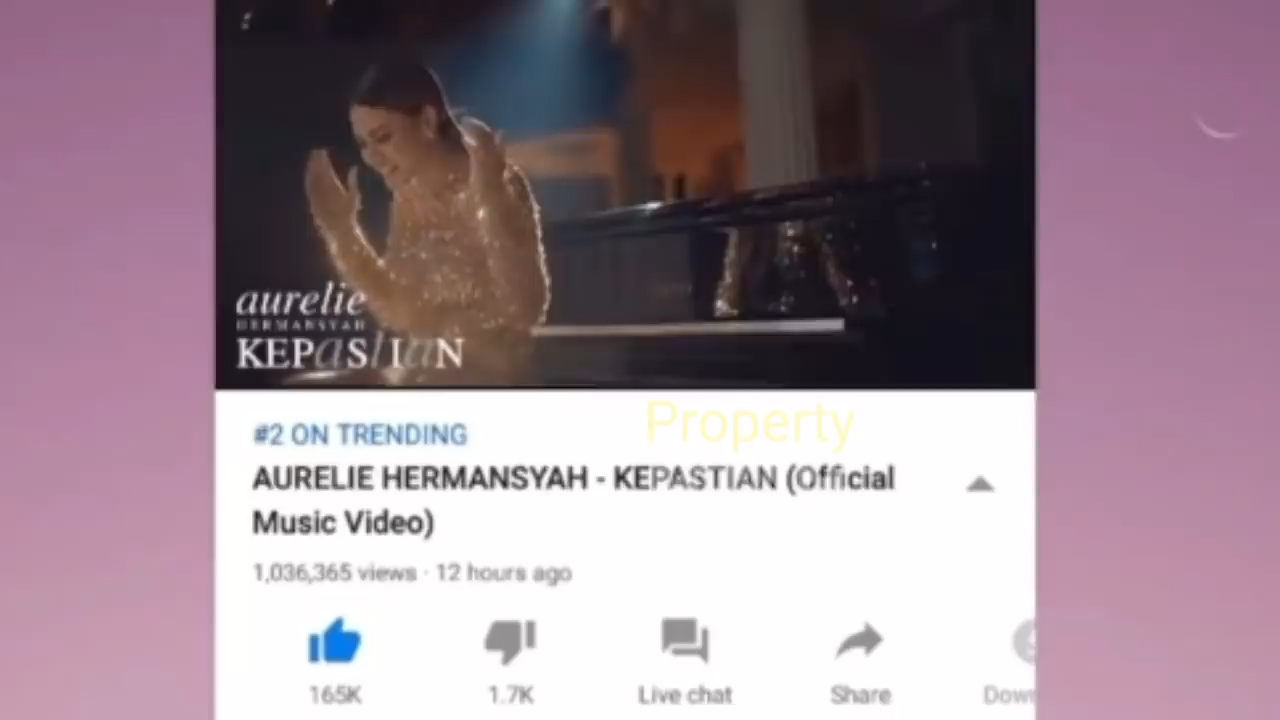 aurelie
HERMANSYAH
KEPaStIaN
Property
#2 ON TRENDING
AURELIE HERMANSYAH - KEPASTIAN (Official
Music Video)
1,036,365 views · 12 hours ago
165K
1.7K
Live chat
Share
Down